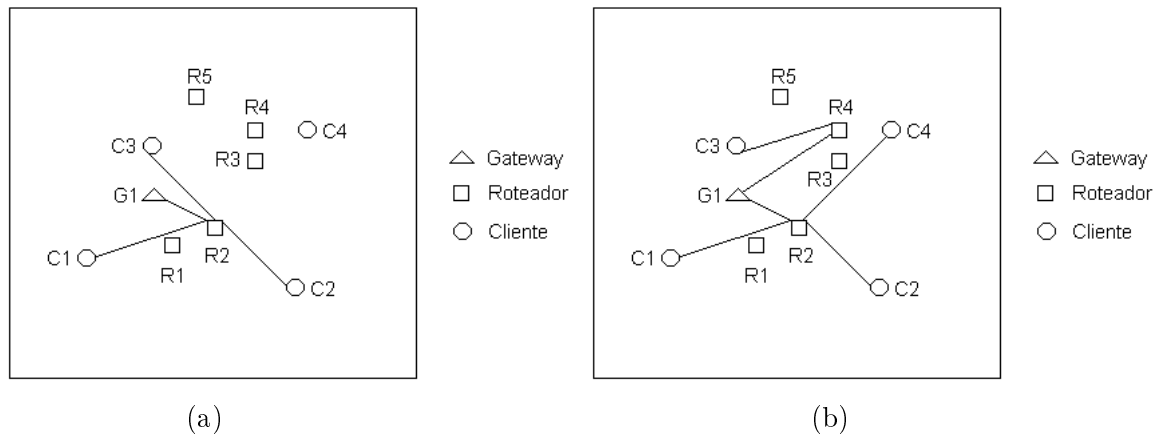 R5
R4
C4
C3
R3
G1
C1
R2
R1
C2
Gateway
Roteador
Cliente
(a)
R5
R4
C4
C3
R3
G1
C1
R2
R1
C2
Gateway
Roteador
Cliente
(b)